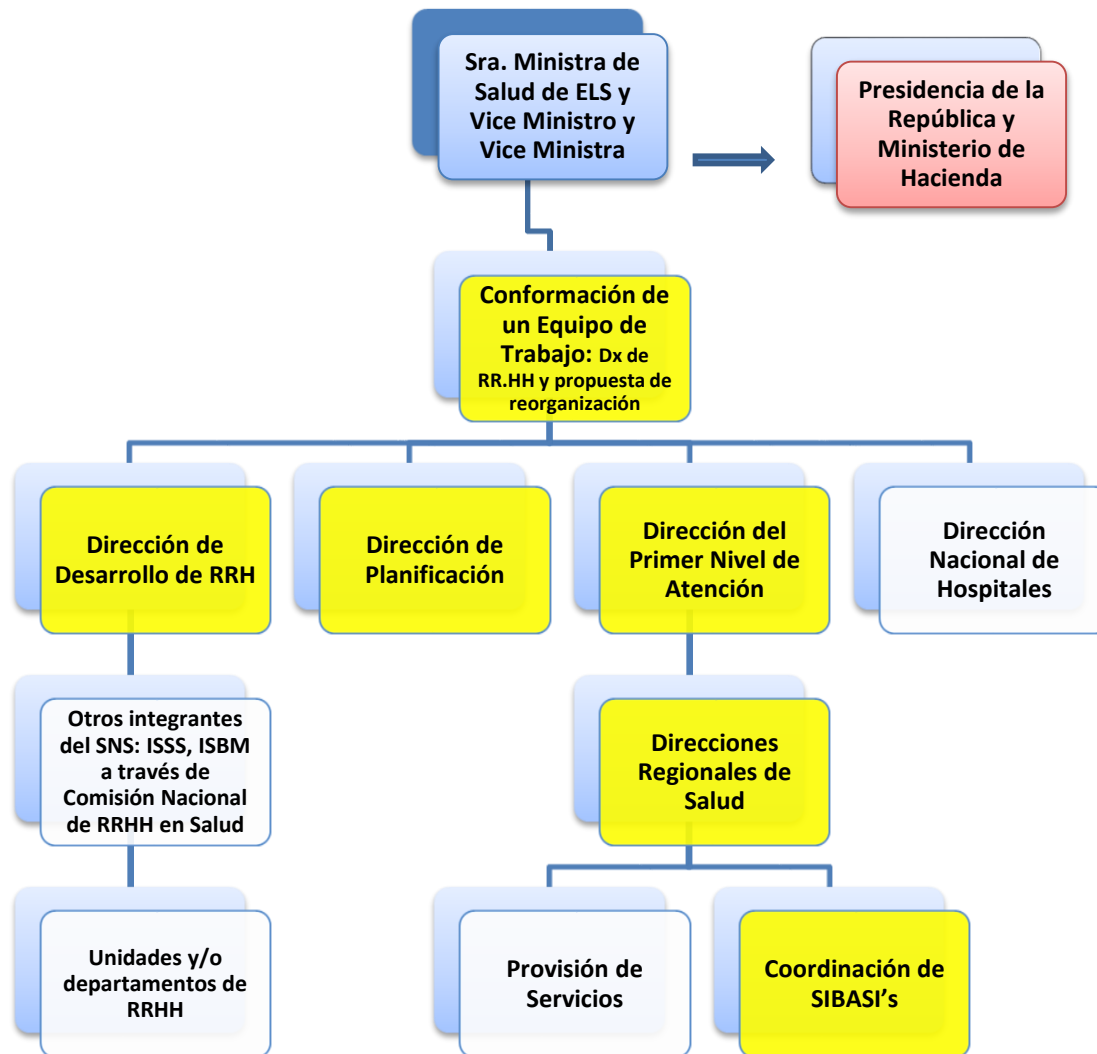 Sra. Ministra de
Salud de ELS y
Vice Ministro y
Vice Ministra
Presidencia de la
República y
Ministerio de
Hacienda
Conformación de
un Equipo de
Trabajo: Dx de
RR.HH y propuesta de
reorganización
Dirección de
Desarrollo de RRH
Dirección de
Planificación
Dirección del
Primer Nivel de
Atención
Dirección
Nacional de
Hospitales
Otros integrantes
del SNS: ISSS, ISBM
a través de
Comisión Nacional
de RRHH en Salud
Direcciones
Regionales de
Salud
Unidades y/o
departamentos de
RRHH
Provisión de
Servicios
Coordinación de
SIBASI’s